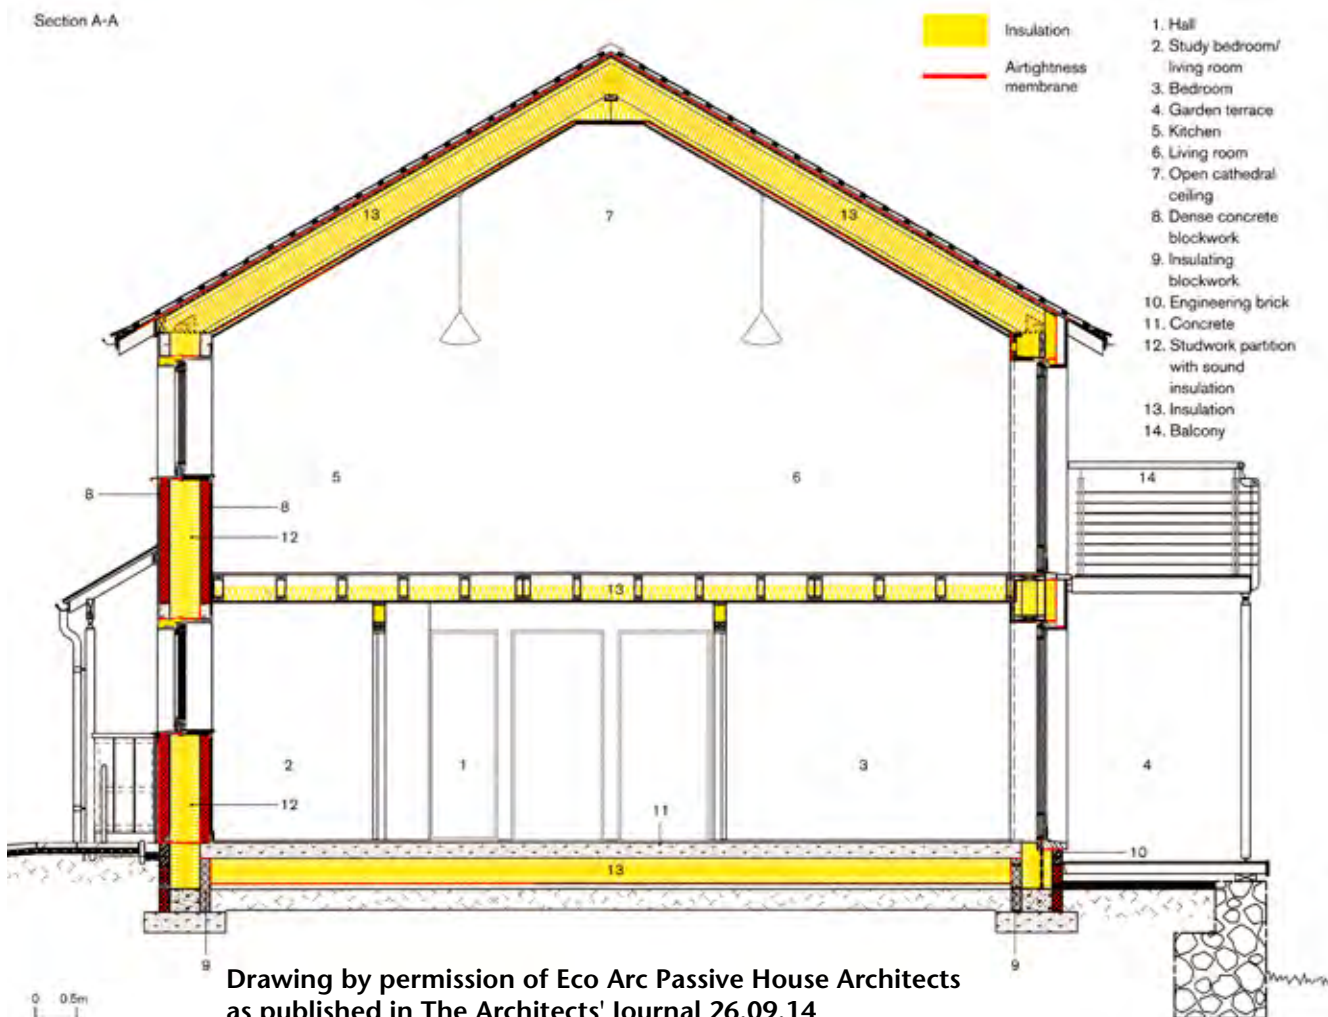 Section A-A
Insulation
Airtightness
membrane
1. Hall
2. Study bedroom/
living room
3. Bedroom
4. Garden terrace
5. Kitchen
6. Living room
7. Open cathedral
ceiling
8. Dense concrete
blockwork
9. Insulating
blockwork
10. Engineering brick
11. Concrete
12. Studwork partition
with sound
insulation
13. Insulation
14. Balcony
13
7
13
5
6
14
8
8
12
13
2
1
3
4
12
11
10
10
13
9
9
Drawing by permission of Eco Arc Passive House Architects
as published in The Architects' Journal 26.09.14
0 0.5m